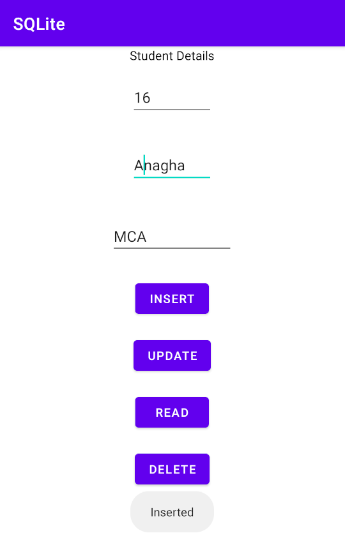 SQLite
Student Details
16
Anagha
MCA
INSERT
UPDATE
READ
DELETE
Inserted